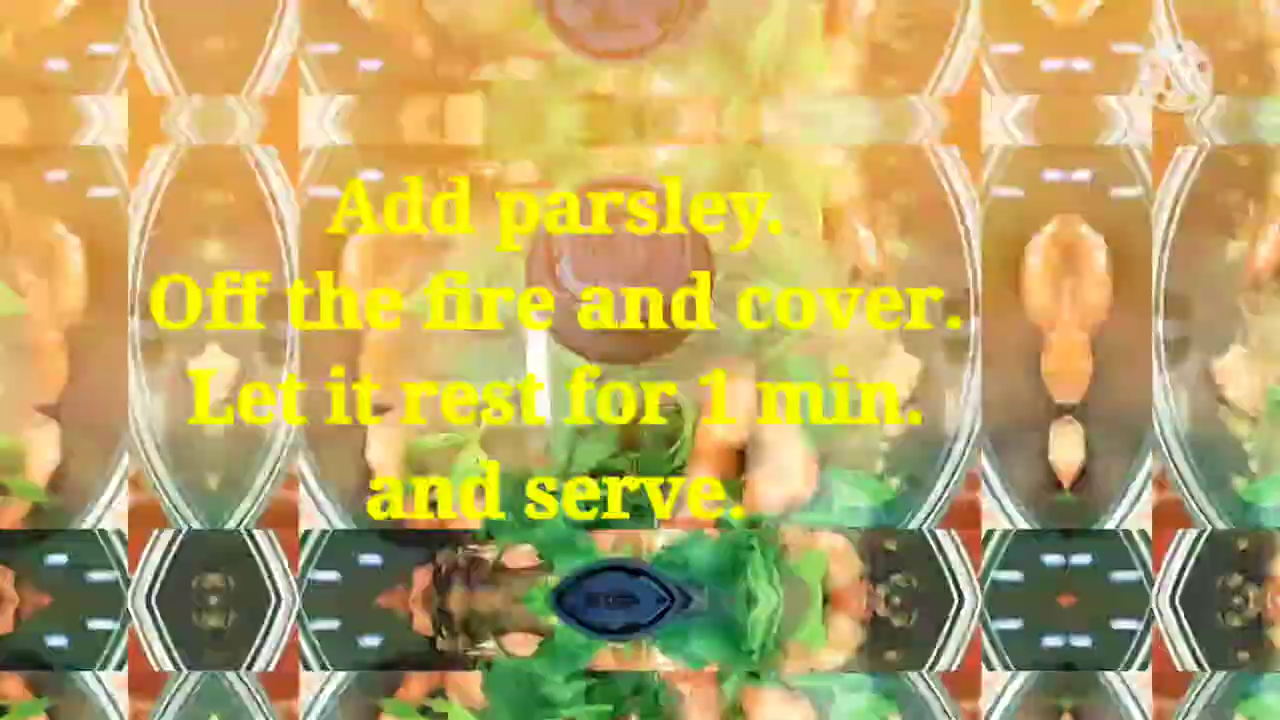 Add parsley.
Off the fire and cover.
Let it rest for 1 min.
and serve.